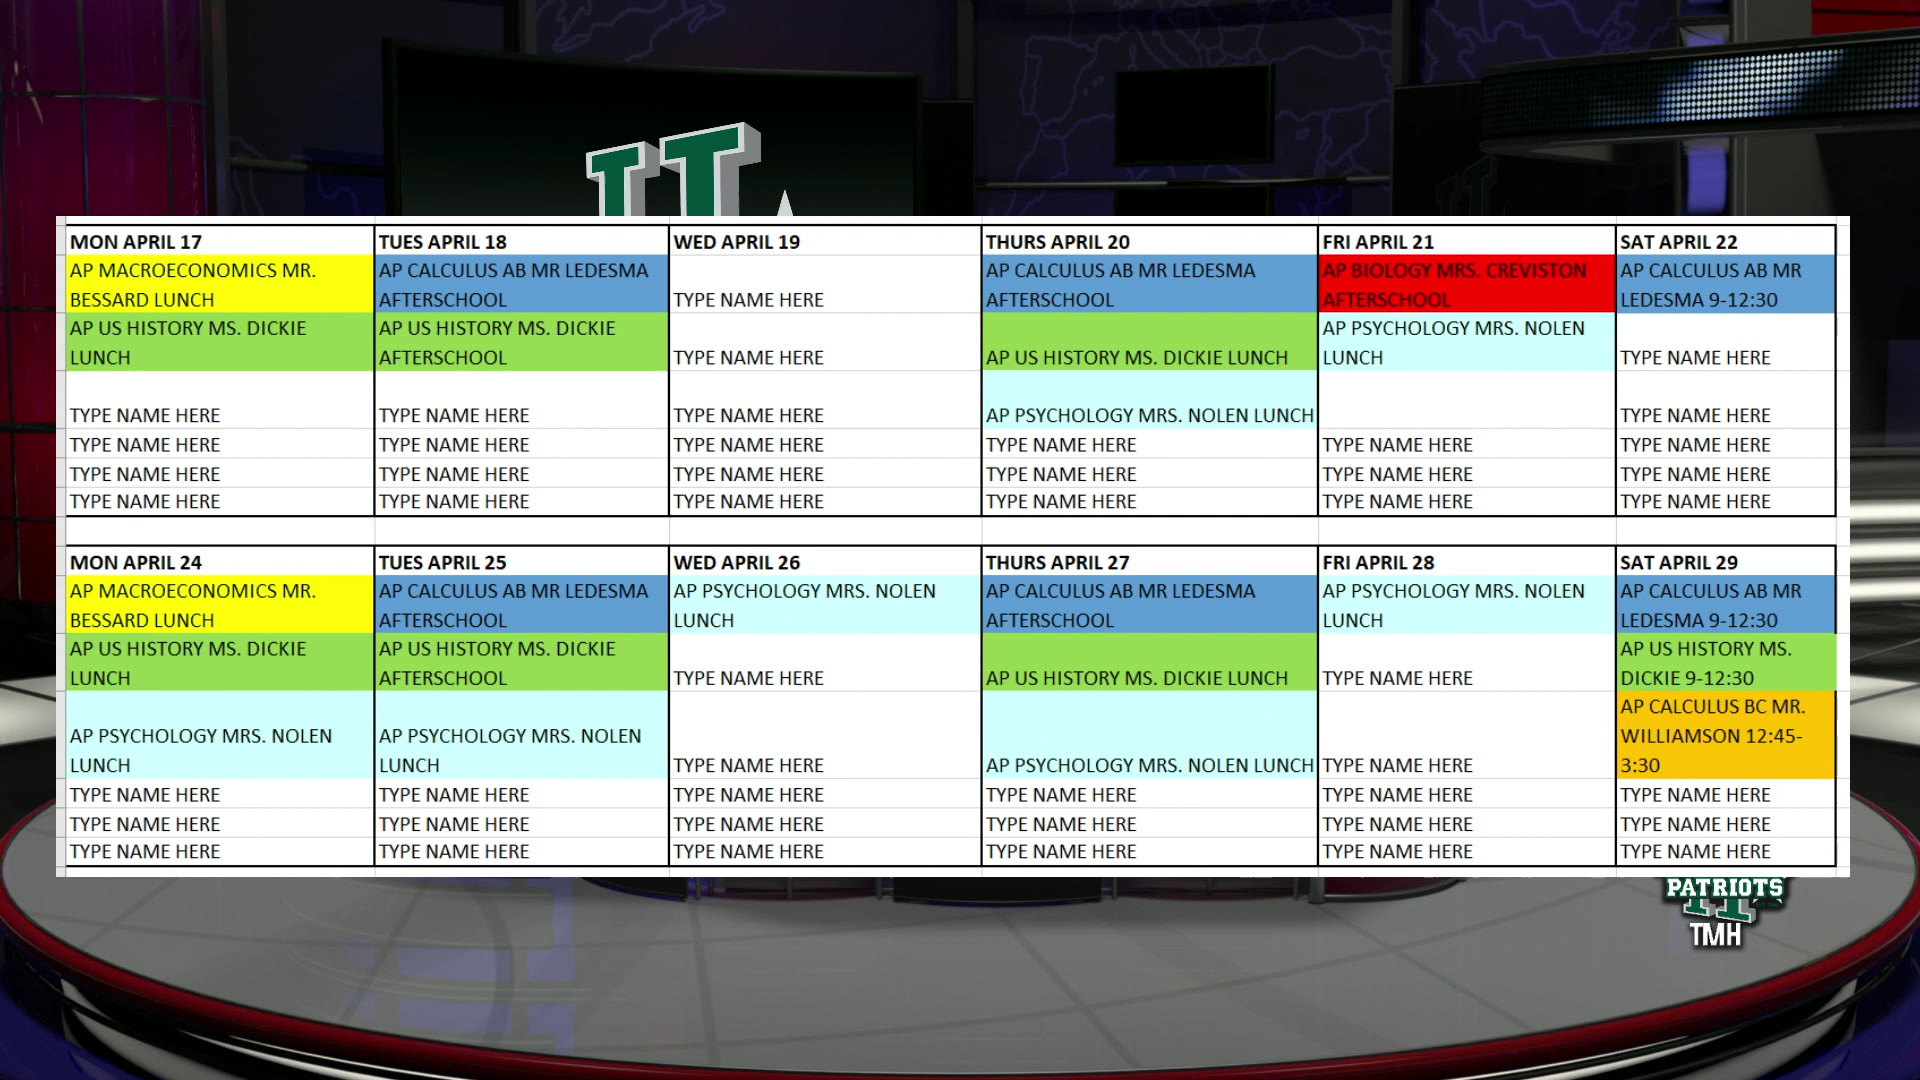 MON APRIL 17 TUES APRIL 18 WED APRIL 19 THURS APRIL 20 FRI APRIL 21 SAT APRIL 22
AP MACROECONOMICS MR. AP CALCULUS AB MR LEDESMA AP CALCULUS AB MR LEDESMA AP BIOLOGY MRS. CREVISTON AP CALCULUS AB MR
BESSARD LUNCH AFTERSCHOOL TYPE NAME HERE AFTERSCHOOL AFTERSCHOOL LEDESMA 9-12:30
AP US HISTORY MS. DICKIE AP US HISTORY MS. DICKIE AP PSYCHOLOGY MRS. NOLEN
LUNCH AFTERSCHOOL TYPE NAME HERE AP US HISTORY MS. DICKIE LUNCH LUNCH TYPE NAME HERE
TYPE NAME HERE TYPE NAME HERE TYPE NAME HERE AP PSYCHOLOGY MRS. NOLEN LUNCH TYPE NAME HERE
TYPE NAME HERE TYPE NAME HERE TYPE NAME HERE TYPE NAME HERE TYPE NAME HERE TYPE NAME HERE
TYPE NAME HERE TYPE NAME HERE TYPE NAME HERE TYPE NAME HERE TYPE NAME HERE TYPE NAME HERE
TYPE NAME HERE TYPE NAME HERE TYPE NAME HERE TYPE NAME HERE TYPE NAME HERE TYPE NAME HERE
MON APRIL 24 TUES APRIL 25 WED APRIL 26 THURS APRIL 27 FRI APRIL 28 SAT APRIL 29
AP MACROECONOMICS MR. AP CALCULUS AB MR LEDESMA AP PSYCHOLOGY MRS. NOLEN AP CALCULUS AB MR LEDESMA AP PSYCHOLOGY MRS. NOLEN AP CALCULUS AB MR
BESSARD LUNCH AFTERSCHOOL LUNCH AFTERSCHOOL LUNCH LEDESMA 9-12:30
AP US HISTORY MS. DICKIE AP US HISTORY MS. DICKIE AP US HISTORY MS.
LUNCH AFTERSCHOOL TYPE NAME HERE AP US HISTORY MS. DICKIE LUNCH TYPE NAME HERE DICKIE 9-12:30
AP CALCULUS BC MR.
AP PSYCHOLOGY MRS. NOLEN AP PSYCHOLOGY MRS. NOLEN WILLIAMSON 12:45-
LUNCH LUNCH TYPE NAME HERE AP PSYCHOLOGY MRS. NOLEN LUNCH TYPE NAME HERE 3:30
TYPE NAME HERE TYPE NAME HERE TYPE NAME HERE TYPE NAME HERE TYPE NAME HERE TYPE NAME HERE
TYPE NAME HERE TYPE NAME HERE TYPE NAME HERE TYPE NAME HERE TYPE NAME HERE TYPE NAME HERE
TYPE NAME HERE TYPE NAME HERE TYPE NAME HERE TYPE NAME HERE TYPE NAME HERE TYPE NAME HERE
PATRIOTS
TMH